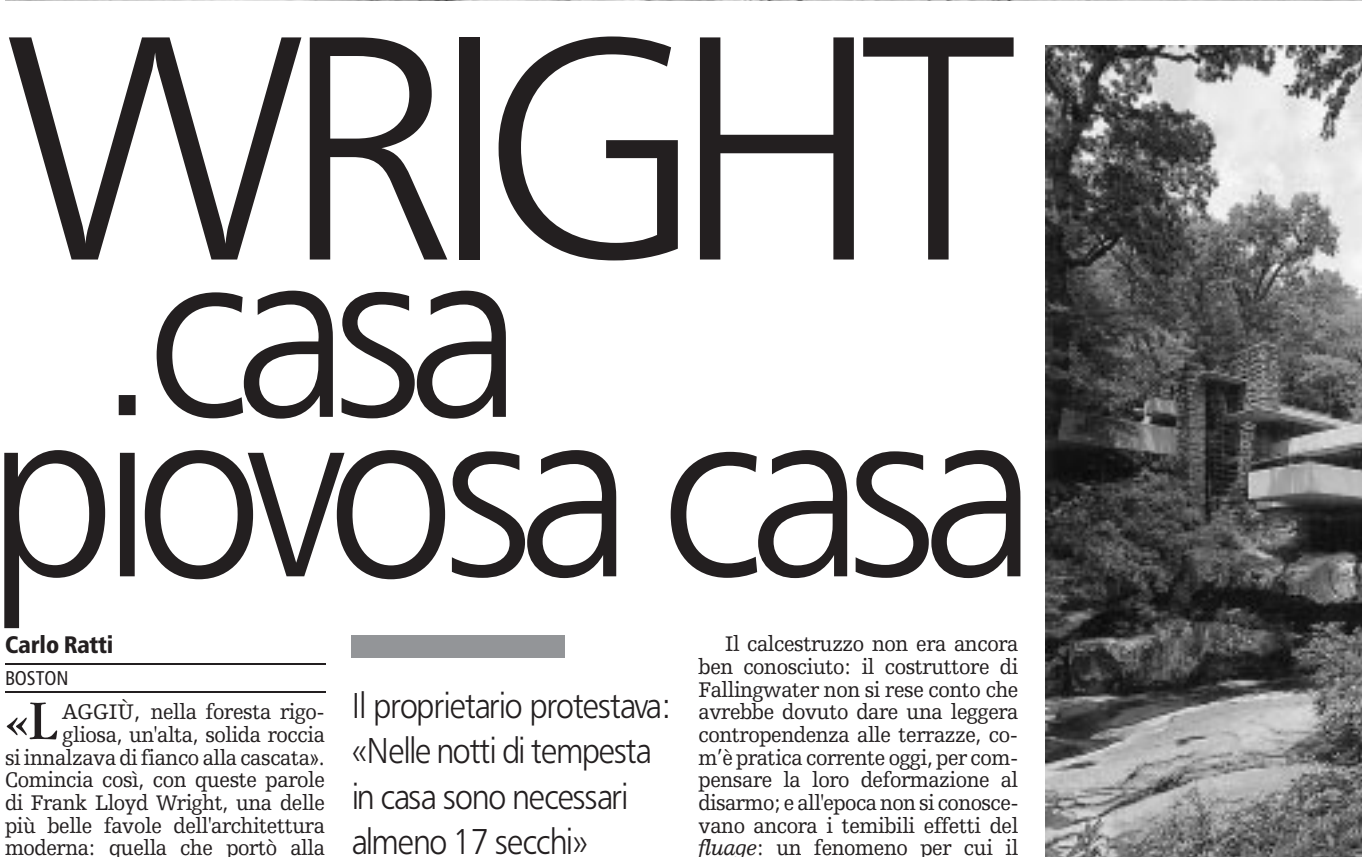 WRIGHT
.casa
piovosa casa
Carlo Ratti
BOSTON
«LAGGIÙ, nella foresta rigo-
gliosa, un'alta, solida roccia
si innalzava di fianco alla cascata».
Comincia così, con queste parole
di Frank Lloyd Wright, una delle
più belle favole dell'architettura
moderna: quella che portò alla
Il proprietario protestava:
«Nelle notti di tempesta
in casa sono necessari
almeno 17 secchi»
Il calcestruzzo non era ancora
ben conosciuto: il costruttore di
Fallingwater non si rese conto che
avrebbe dovuto dare una leggera
contropendenza alle terrazze, co-
m'è pratica corrente oggi, per com-
pensare la loro deformazione al
disarmo; e all'epoca non si conosce-
vano ancora i temibili effetti del
fluage: un fenomeno per cui il